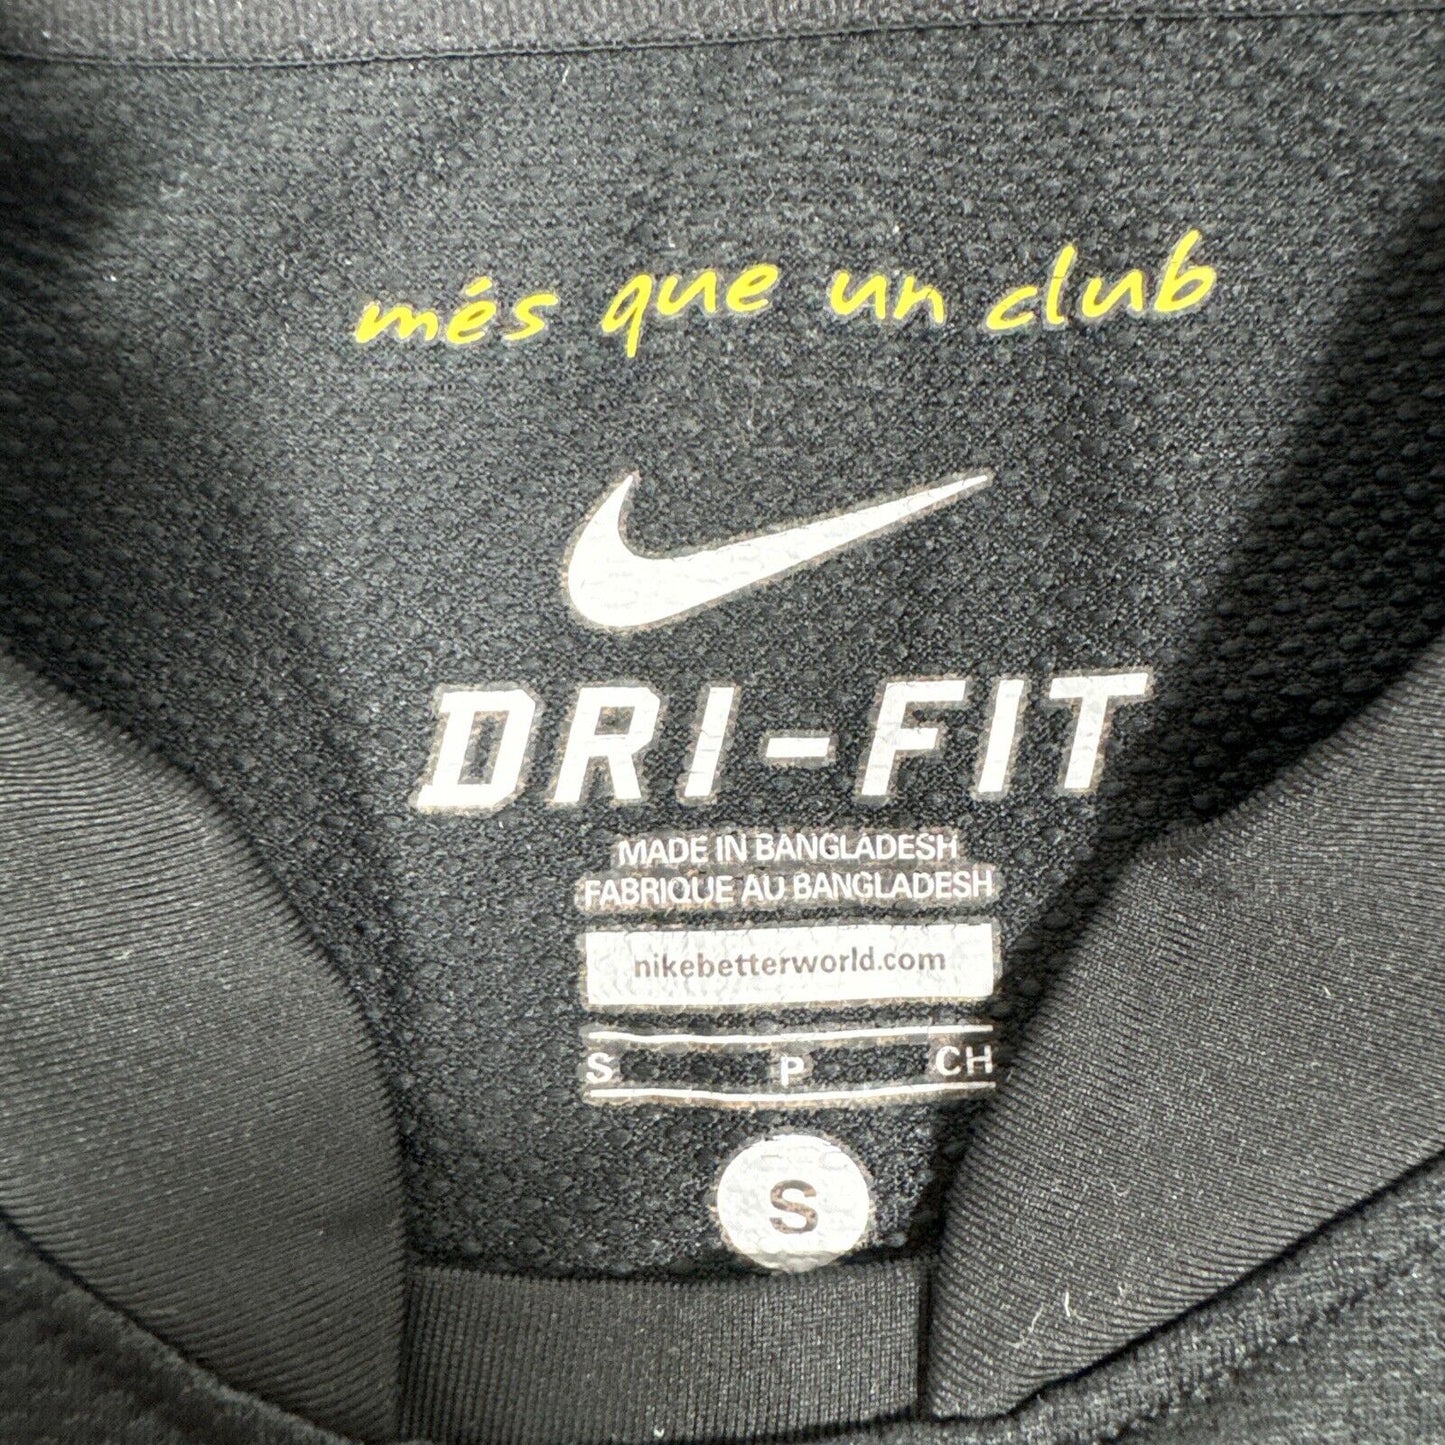 més que un club
DRI-FIT
MADE IN BANGLADESH
FABRIQUE AU BANGLADESH
nikebetterworld.com
S P CH
S